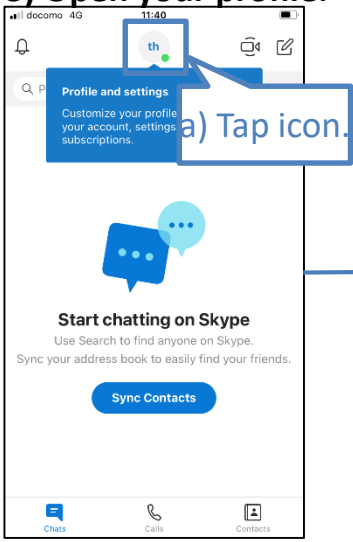 Open your profile.
docomo 4G 11:40
th
Profile and settings
Customize your profile
your account, settings
subscriptions.
a) Tap icon.
Start chatting on Skype
Use Search to find anyone on Skype.
Sync your address book to easily find your friends.
Sync Contacts
Chats Calls Contacts